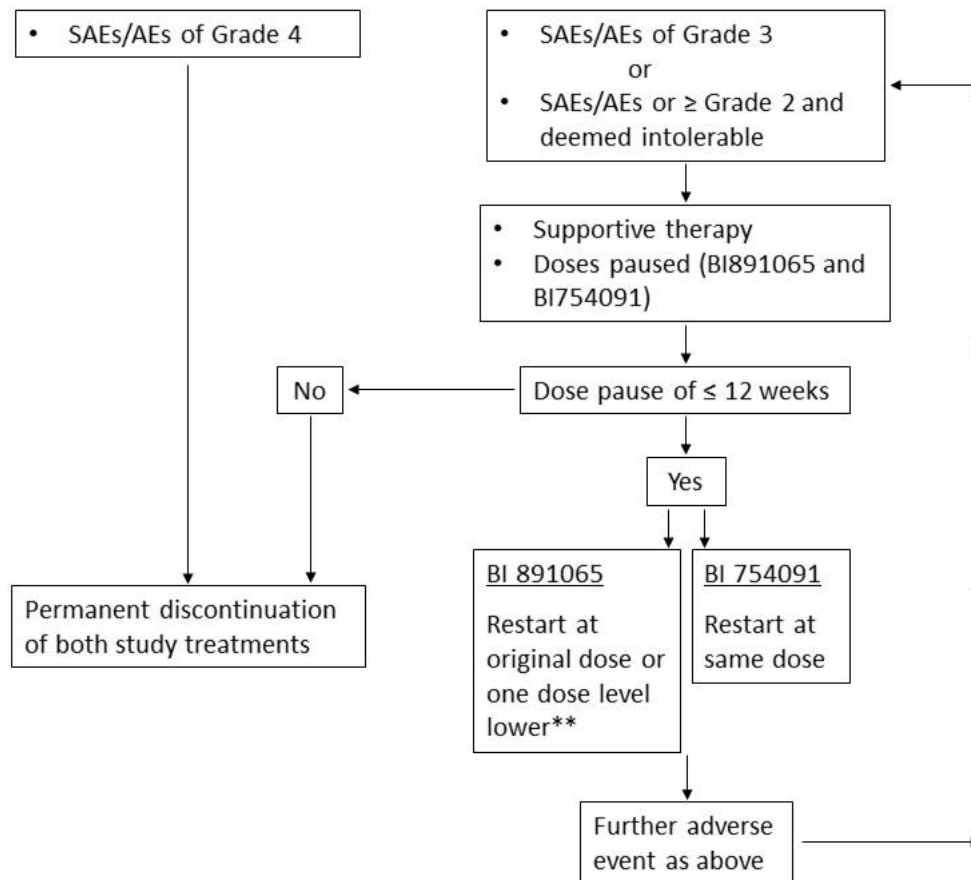 • SAEs/AEs of Grade 4
• SAEs/AEs of Grade 3
or
• SAEs/AEs or ≥ Grade 2 and
deemed intolerable
• Supportive therapy
• Doses paused (BI891065 and
BI754091)
No
Dose pause of ≤ 12 weeks
Yes
BI 891065
Restart at
original dose or
one dose level
lower**
BI 754091
Restart at
same dose
Permanent discontinuation
of both study treatments
Further adverse
event as above